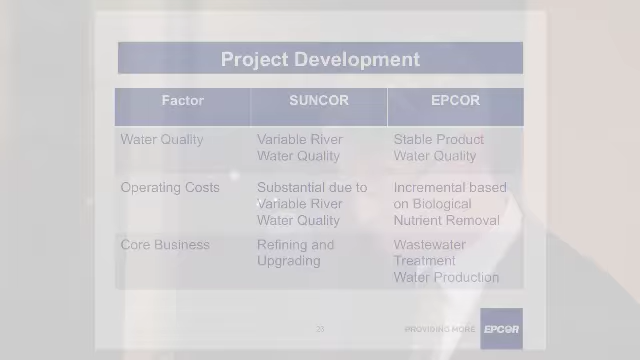 Project Development
Factor SUNCOR EPCOR
Water Quality Variable River Stable Product
Water Quality Water Quality
Operating Costs Substantial due to Incremental based
Variable River on Biological
Water Quality Nutrient Removal
Core Business Refining and Wastewater
Upgrading Treatment
Water Production
23 PROVIDING MORE EPCOR